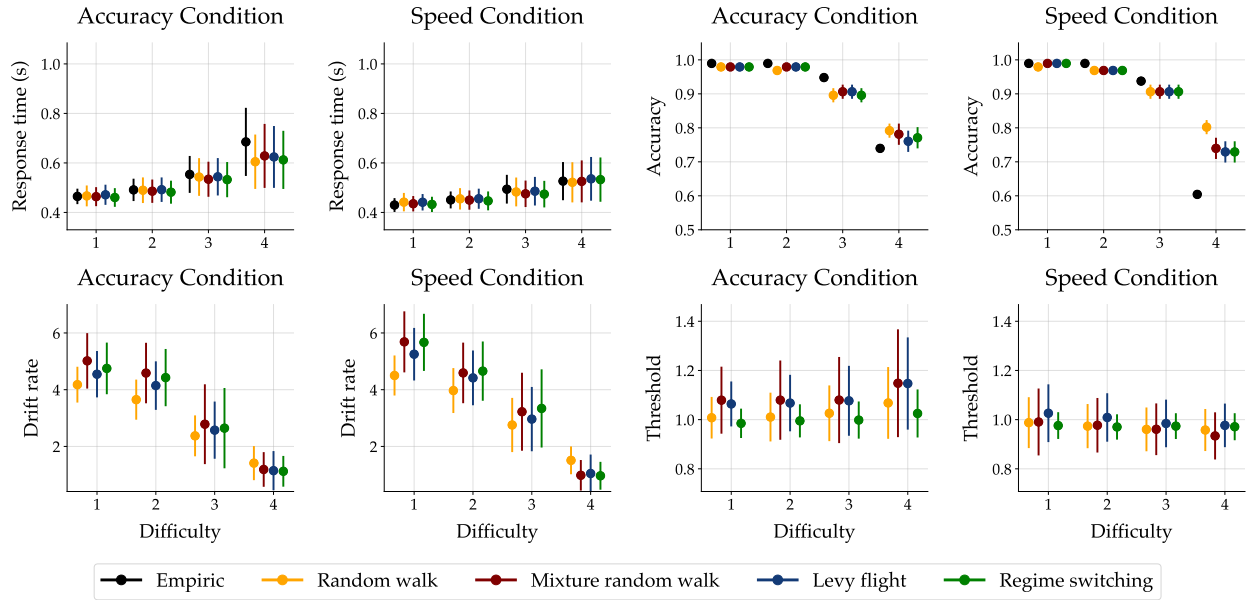 Accuracy Condition
Speed Condition
Accuracy Condition
Speed Condition
Response time (s)
1.0
0.8
0.6
0.4
1 2 3 4
Response time (s)
1.0
0.8
0.6
0.4
1 2 3 4
Accuracy
1.0
0.9
0.8
0.7
0.6
0.5
1 2 3 4
Accuracy
1.0
0.9
0.8
0.7
0.6
0.5
1 2 3 4
Accuracy Condition
Speed Condition
Accuracy Condition
Speed Condition
Drift rate
6
4
2
1 2 3 4
Difficulty
Drift rate
6
4
2
1 2 3 4
Difficulty
Threshold
1.4
1.2
1.0
0.8
1 2 3 4
Difficulty
Threshold
1.4
1.2
1.0
0.8
1 2 3 4
Difficulty
Empiric
Random walk
Mixture random walk
Levy flight
Regime switching